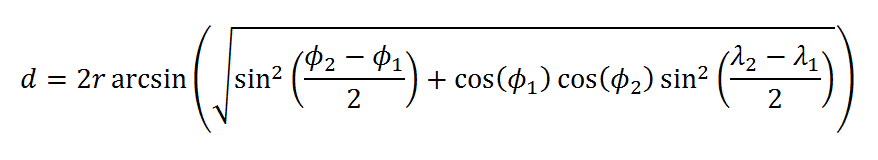 d = 2r arcsin(√(sin²((ϕ₂ − ϕ₁)/2) + cos(ϕ₁) cos(ϕ₂) sin²((λ₂ − λ₁)/2)))